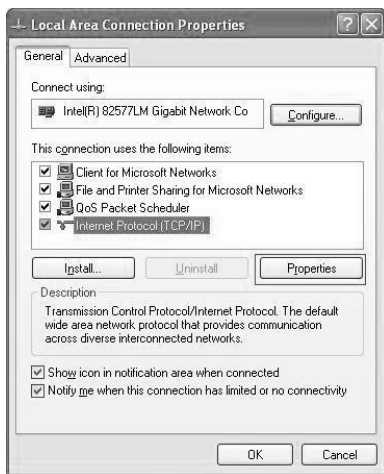 Local Area Connection Properties
General Advanced
Connect using:
Intel(R) 82577LM Gigabit Network Co
Configure...
This connection uses the following items:
Client for Microsoft Networks
File and Printer Sharing for Microsoft Networks
QoS Packet Scheduler
Internet Protocol (TCP/IP)
Install... Uninstall Properties
Description
Transmission Control Protocol/Internet Protocol. The default
wide area network protocol that provides communication
across diverse interconnected networks.
Show icon in notification area when connected
Notify me when this connection has limited or no connectivity
OK Cancel